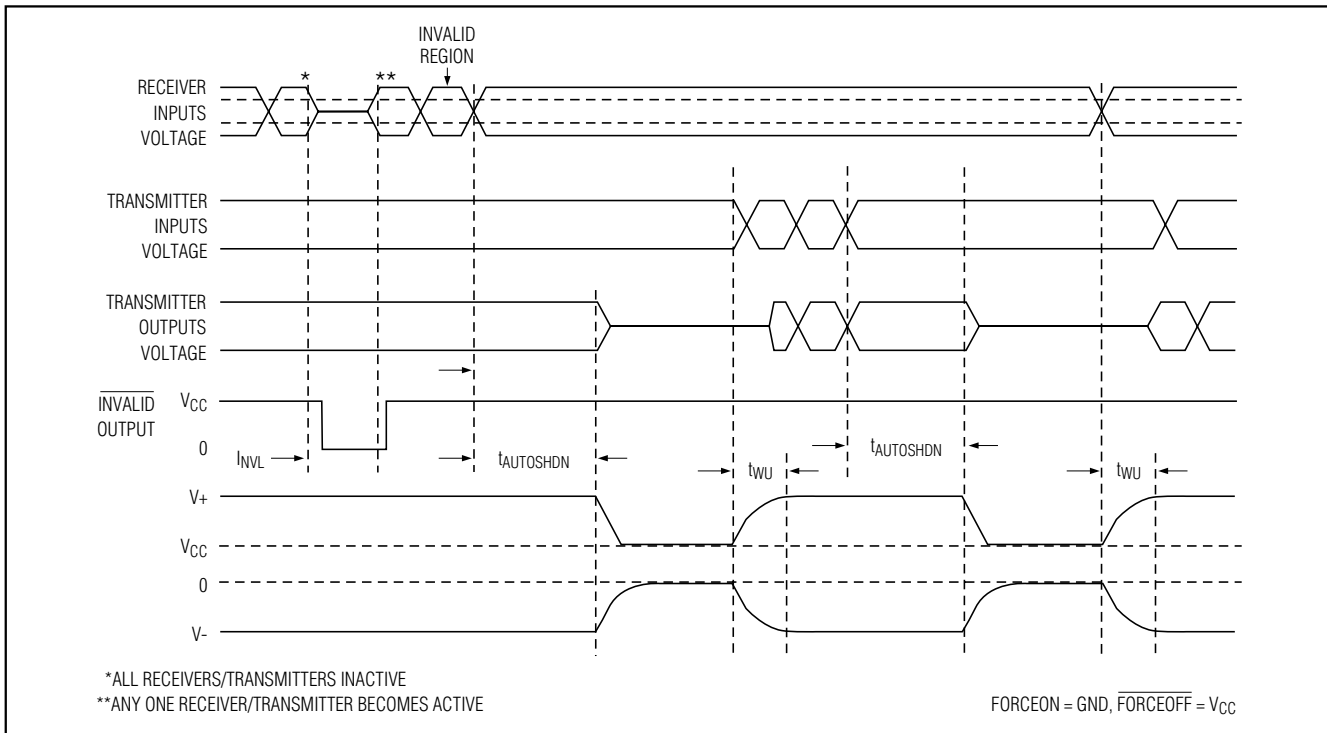 INVALID
REGION
* **
RECEIVER
INPUTS
VOLTAGE
TRANSMITTER
INPUTS
VOLTAGE
TRANSMITTER
OUTPUTS
VOLTAGE
INVALID
OUTPUT
VCC
0
INVL
tAUTOSHDN
tWU
tAUTOSHDN
tWU
V+
VCC
0
V-
*ALL RECEIVERS/TRANSMITTERS INACTIVE
**ANY ONE RECEIVER/TRANSMITTER BECOMES ACTIVE
FORCEON = GND, FORCEOFF = VCC